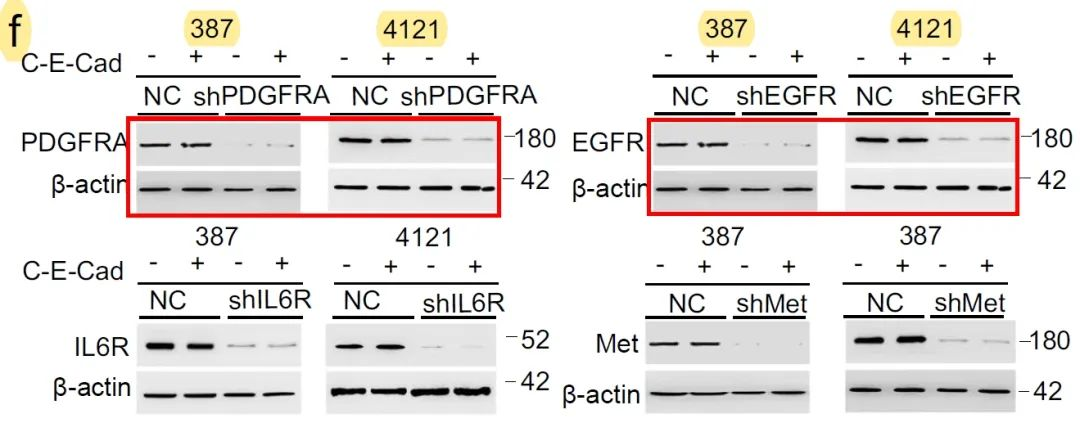 f
387 4121 387 4121
C-E-Cad - + - + - + - + - + - + - + - +
NC shPDGFRA NC shPDGFRA NC shEGFR NC shEGFR
PDGFRA -180 EGFR -180
β-actin -42 β-actin -42
387 4121 387 387
C-E-Cad - + - + - + - + - + - + - + - +
NC shIL6R NC shIL6R NC shMet NC shMet
IL6R -52 Met -180
β-actin -42 β-actin -42